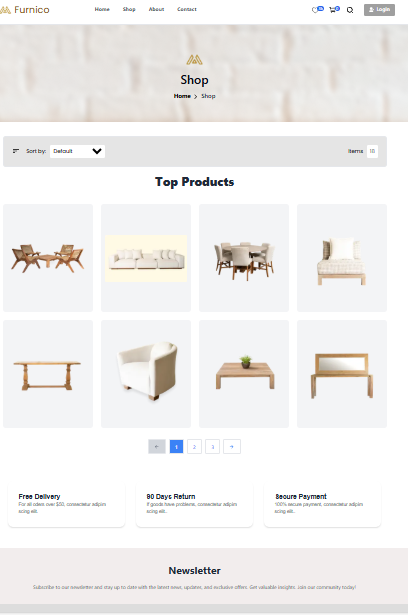 Furnico
Home Shop About Contact
Login
Shop
Home > Shop
Sort by: Default
Items
Top Products
← 1 2 3 →
Free Delivery 90 Days Return Secure Payment
For all oders over $50, consectetur adipim If goods have problems, consectetur adipim 100% secure payment, consectetur adipim
scing elit. scing elit. scing elit.
Newsletter
Subscribe to our newsletter and stay up to date with the latest news, updates, and exclusive offers. Get valuable insights. Join our community today!